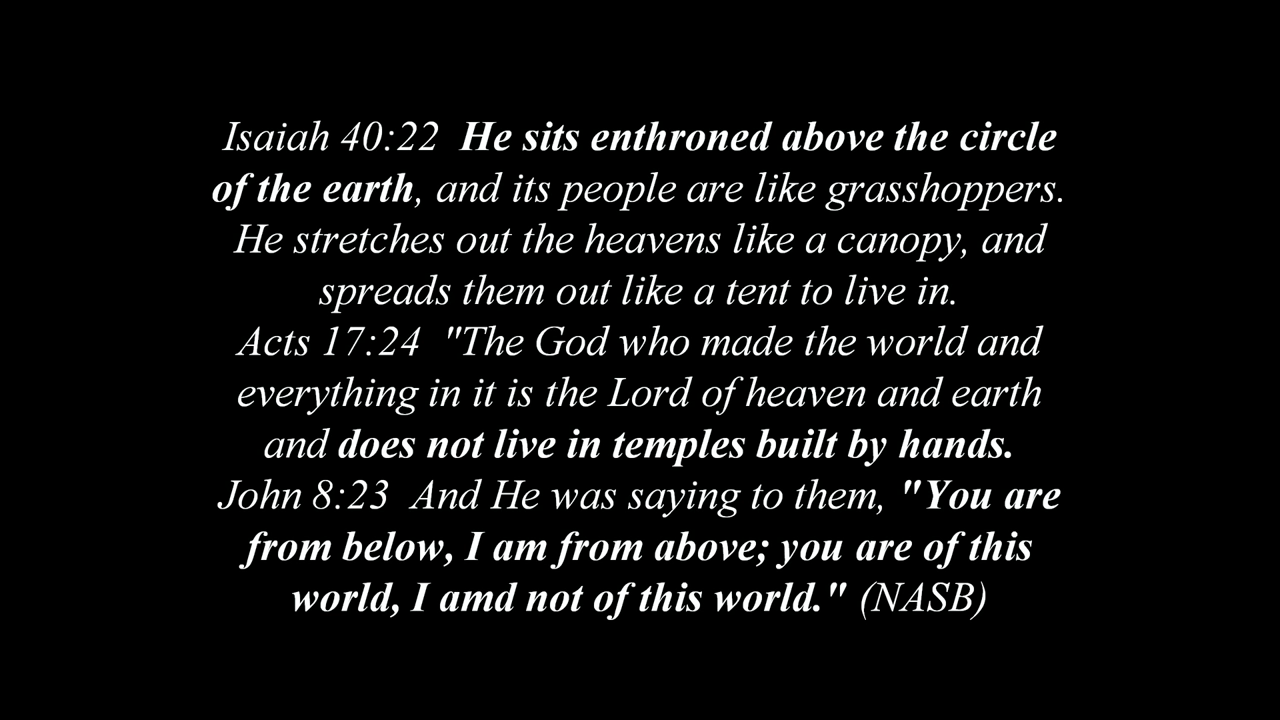 Isaiah 40:22  He sits enthroned above the circle
of the earth, and its people are like grasshoppers.
He stretches out the heavens like a canopy, and
spreads them out like a tent to live in.
Acts 17:24  "The God who made the world and
everything in it is the Lord of heaven and earth
and does not live in temples built by hands.
John 8:23  And He was saying to them, "You are
from below, I am from above; you are of this
world, I amd not of this world." (NASB)